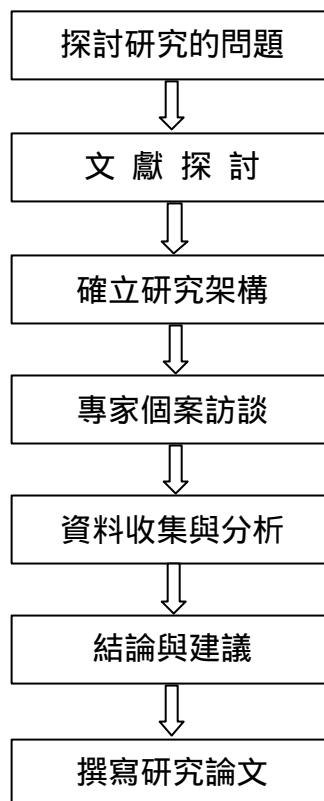 探討研究的問題
文 獻 探 討
確立研究架構
專家個案訪談
資料收集與分析
結論與建議
撰寫研究論文